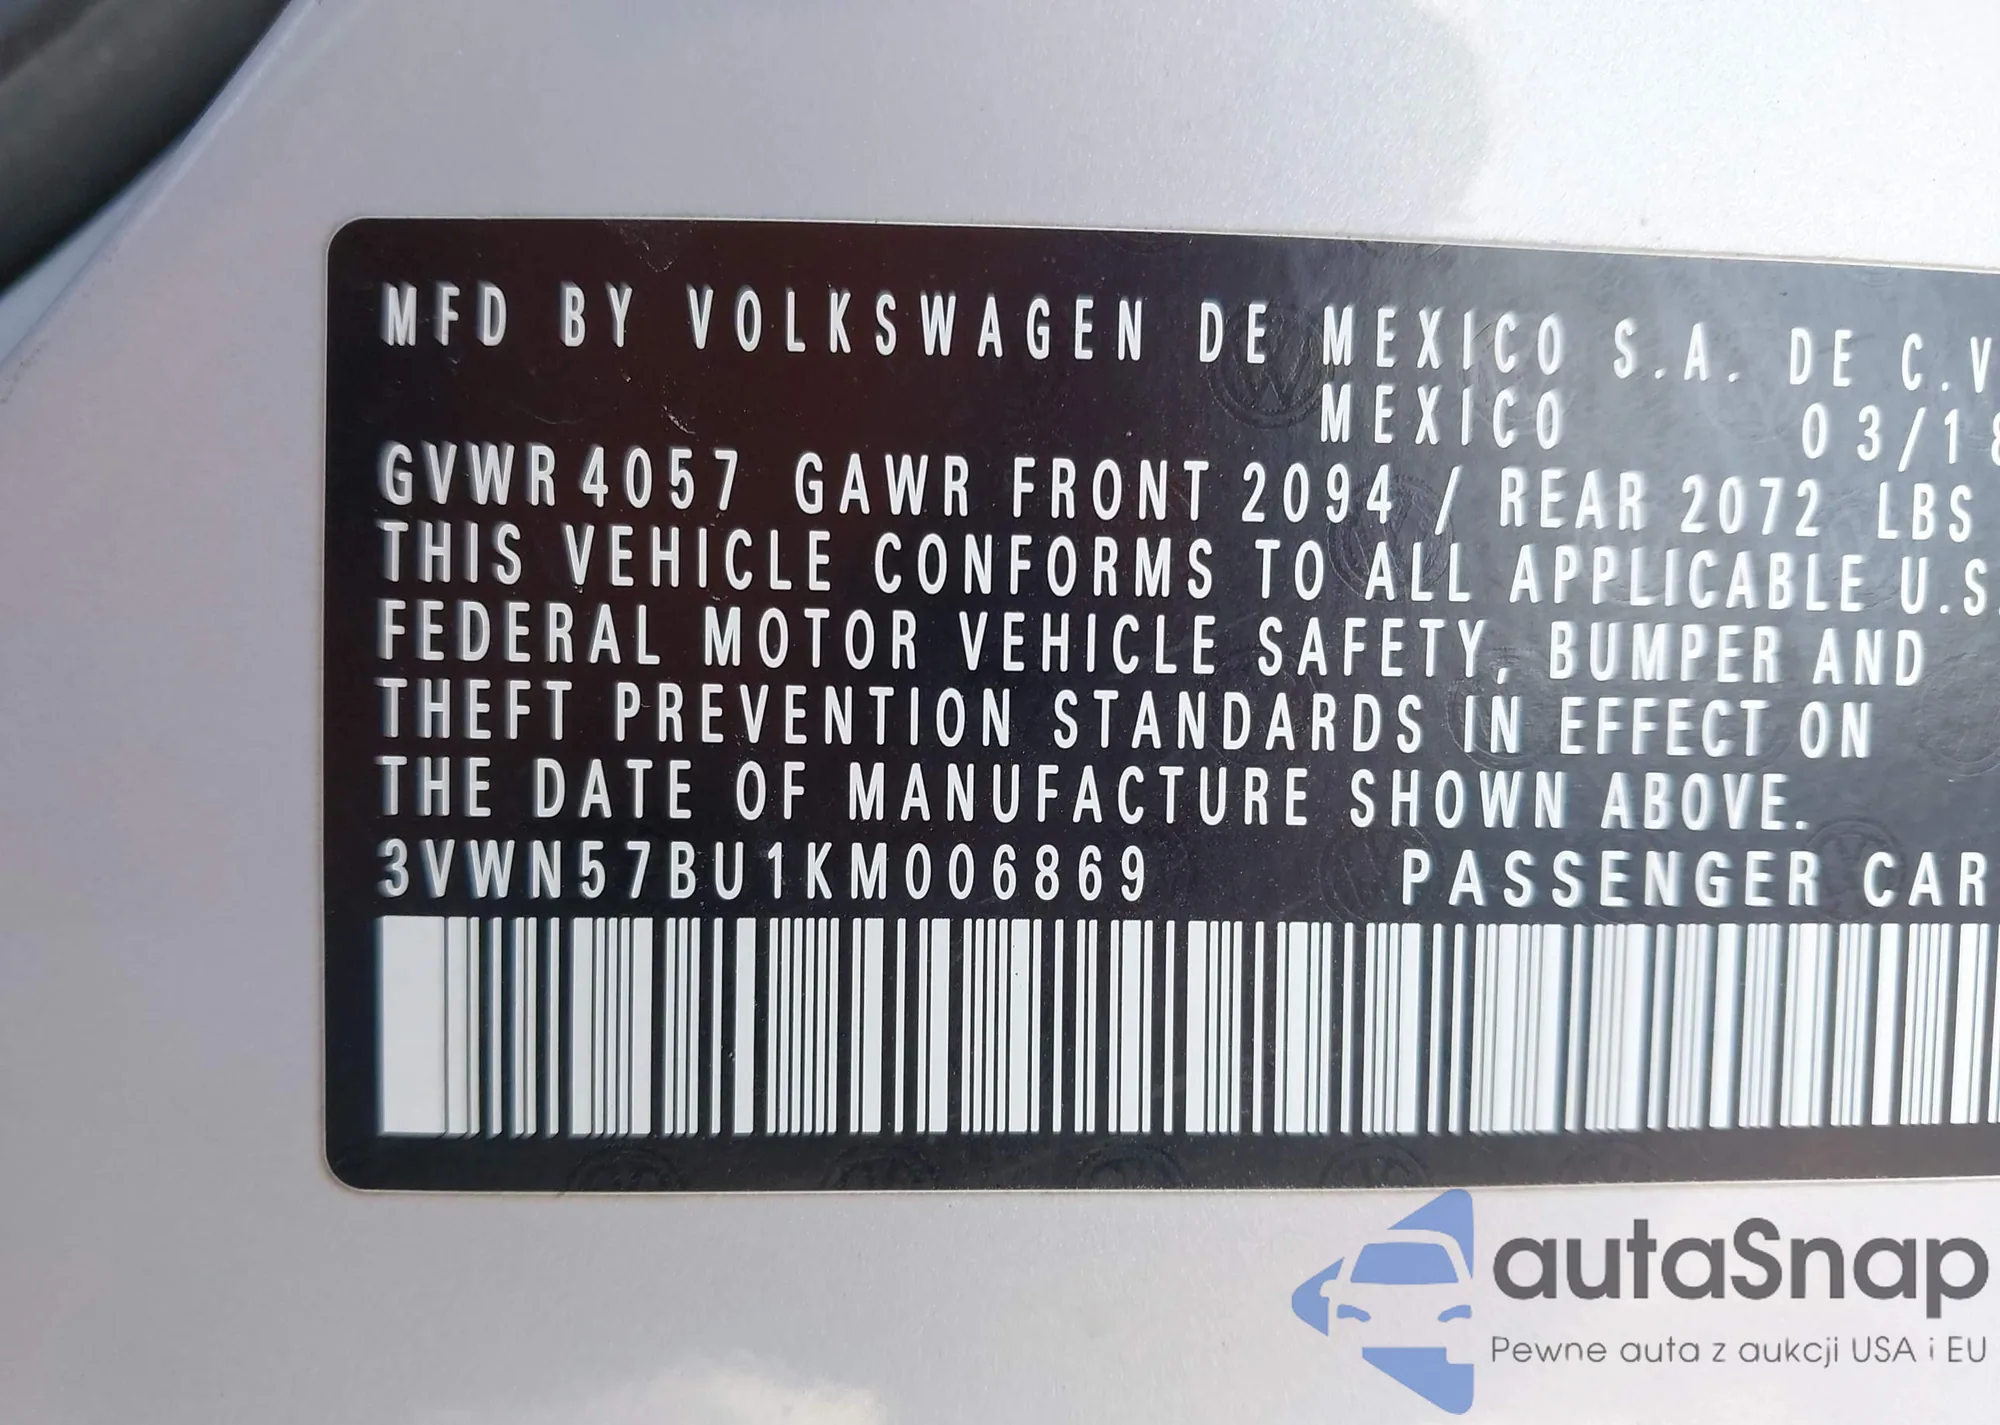 MFD BY VOLKSWAGEN DE MEXICO S.A. DE C.V
MEXICO 03/18
GVWR 4057 GAWR FRONT 2094 / REAR 2072 LBS
THIS VEHICLE CONFORMS TO ALL APPLICABLE U.S.
FEDERAL MOTOR VEHICLE SAFETY, BUMPER AND
THEFT PREVENTION STANDARDS IN EFFECT ON
THE DATE OF MANUFACTURE SHOWN ABOVE.
3VWN57BU1KM006869 PASSENGER CAR
autaSnap
Pewne auta z aukcji USA i EU